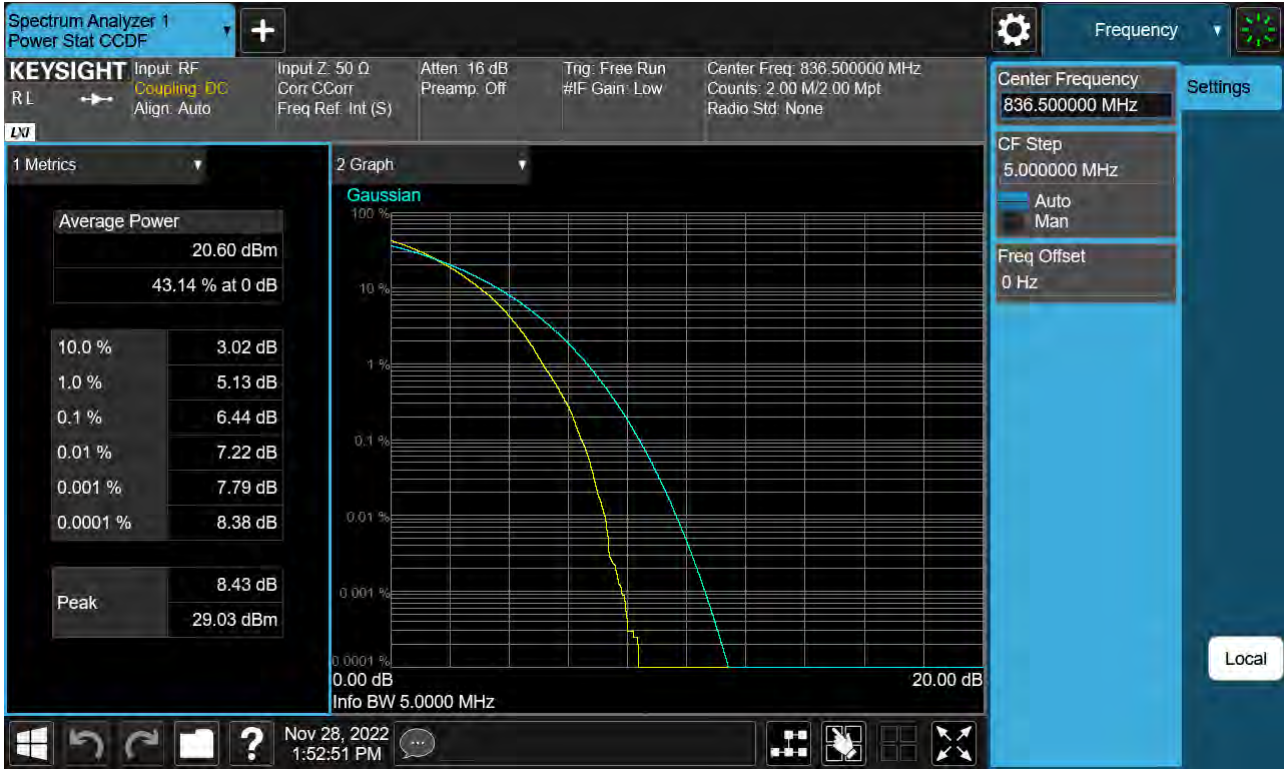 Spectrum Analyzer 1
Power Stat CCDF
Frequency
KEYSIGHT
RL
LXI
Input: RF
Coupling: DC
Align: Auto
Input Z: 50 Ω
Corr CCorr
Freq Ref: Int (S)
Atten: 16 dB
Preamp: Off
Trig: Free Run
#IF Gain: Low
Center Freq: 836.500000 MHz
Counts: 2.00 M/2.00 Mpt
Radio Std: None
Center Frequency
836.500000 MHz
Settings
CF Step
5.000000 MHz
Auto
Man
Freq Offset
0 Hz
Local
1 Metrics
Average Power
20.60 dBm
43.14 % at 0 dB
10.0 % 3.02 dB
1.0 % 5.13 dB
0.1 % 6.44 dB
0.01 % 7.22 dB
0.001 % 7.79 dB
0.0001 % 8.38 dB
Peak
8.43 dB
29.03 dBm
2 Graph
Gaussian
100 %
10 %
1 %
0.1 %
0.01 %
0.001 %
0.0001 %
0.00 dB 20.00 dB
Info BW 5.0000 MHz
?
Nov 28, 2022
1:52:51 PM